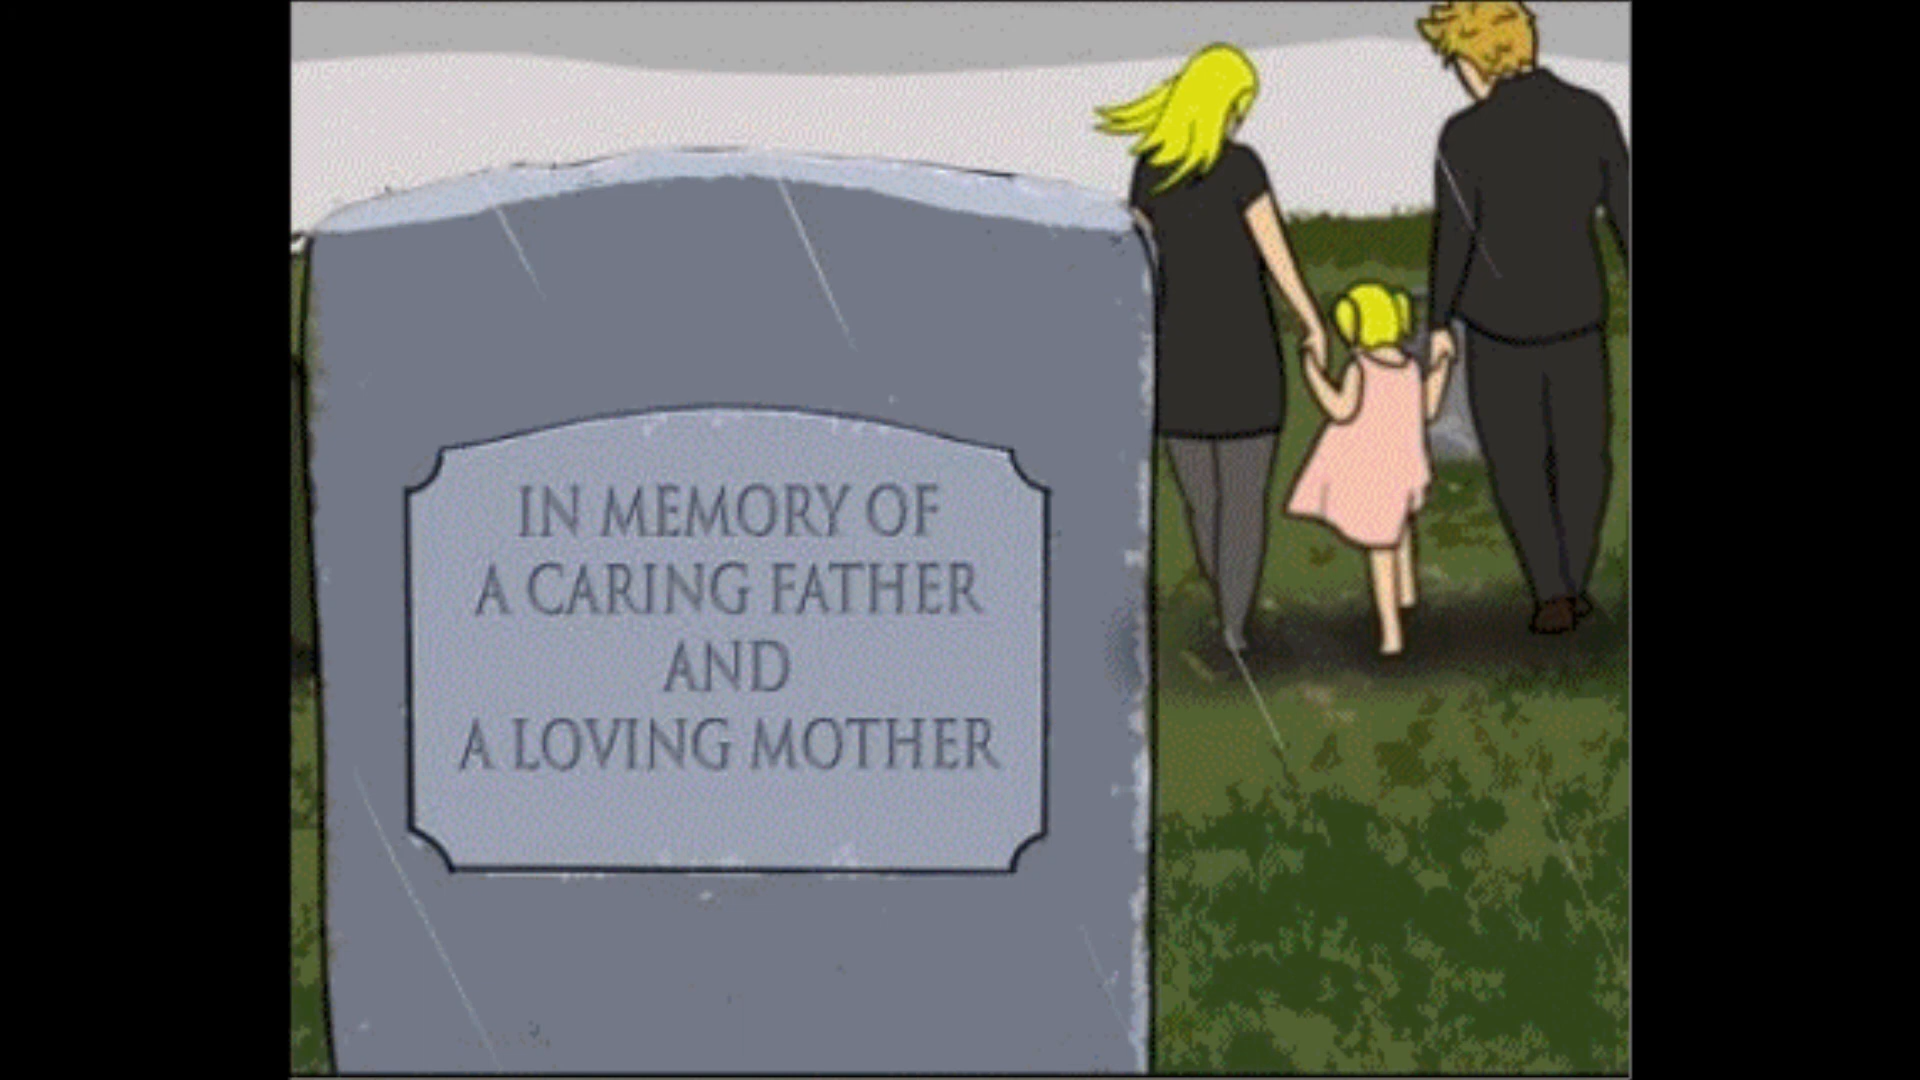 IN MEMORY OF
A CARING FATHER
AND
A LOVING MOTHER